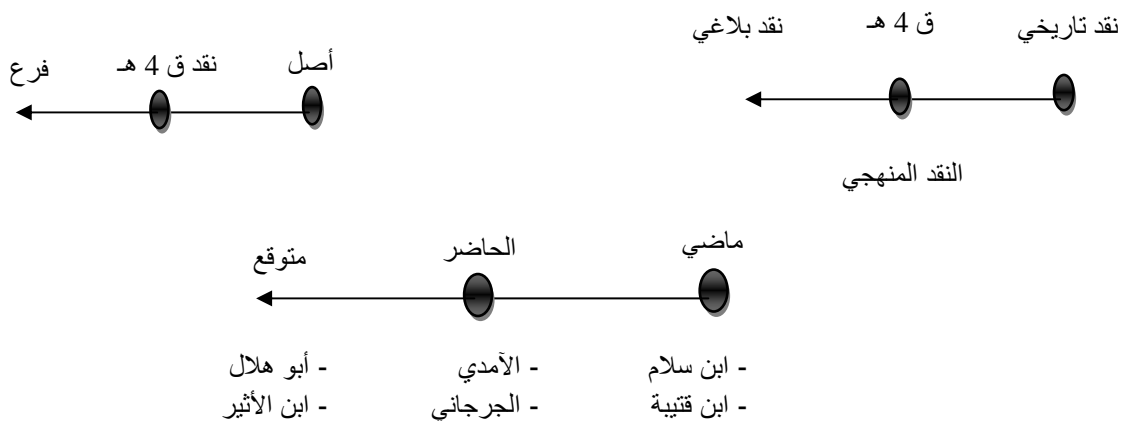 نقد تاريخي ق 4 هـ نقد بلاغي
النقد المنهجي
أصل نقد ق 4 هـ فرع
ماضي الحاضر متوقع
- ابن سلام - الآمدي - أبو هلال
- ابن قتيبة - الجرجاني - ابن الأثير